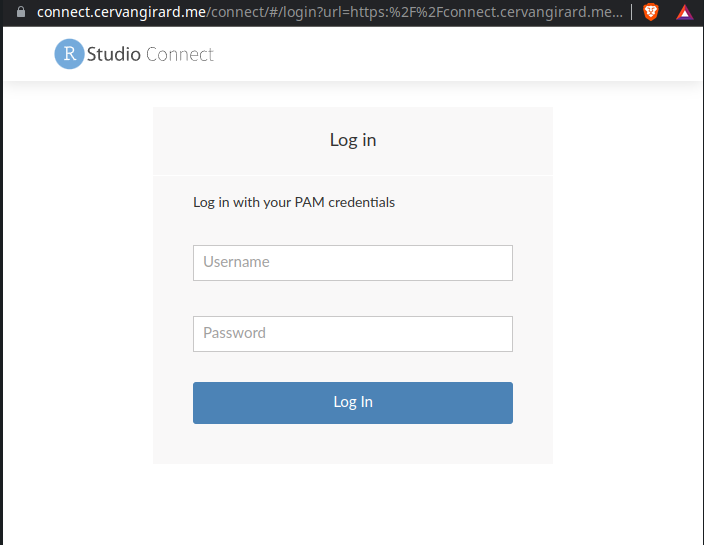 connect.cervangirard.me/connect/#/login?url=https:%2F%2Fconnect.cervangirard.me...
R Studio Connect
Log in
Log in with your PAM credentials
Username
Password
Log In